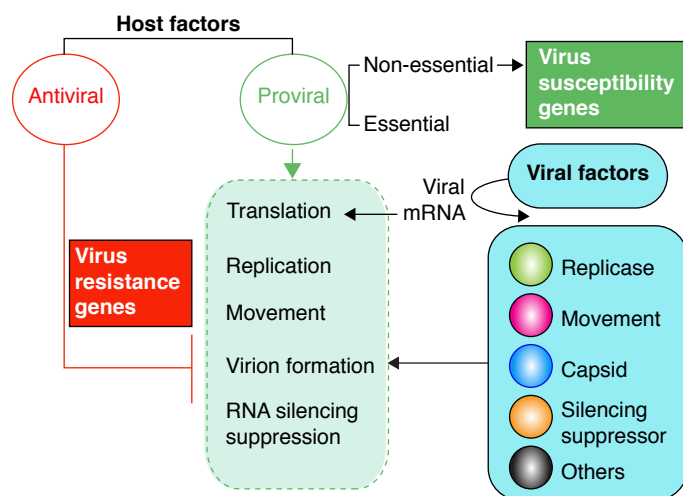 Host factors
Antiviral
Proviral
Non-essential
Essential
Virus
susceptibility
genes
Viral factors
Viral
mRNA
Translation
Replication
Movement
Virion formation
RNA silencing
suppression
Virus
resistance
genes
Replicase
Movement
Capsid
Silencing
suppressor
Others